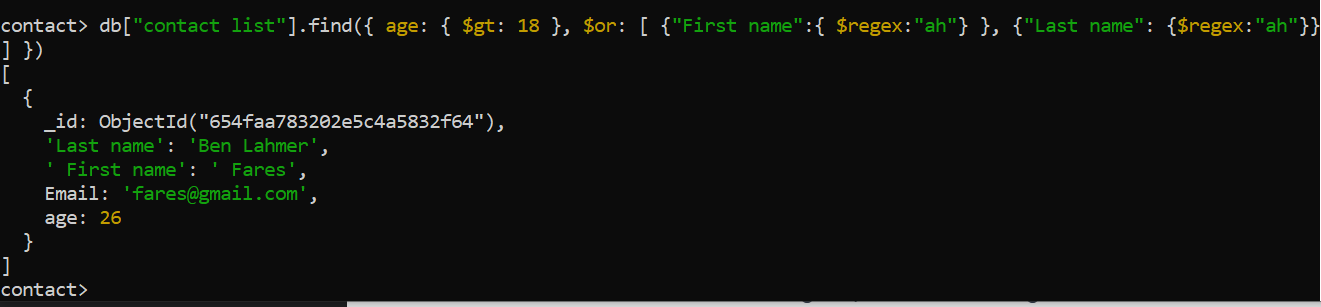 contact> db["contact list"].find({ age: { $gt: 18 }, $or: [ {"First name":{ $regex:"ah"} }, {"Last name": {$regex:"ah"}}
] })
[
  {
    _id: ObjectId("654faa783202e5c4a5832f64"),
    'Last name': 'Ben Lahmer',
    ' First name': ' Fares',
    Email: 'fares@gmail.com',
    age: 26
  }
]
contact>